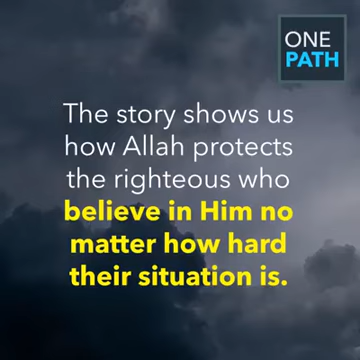 ONE
PATH
The story shows us
how Allah protects
the righteous who
believe in Him no
matter how hard
their situation is.